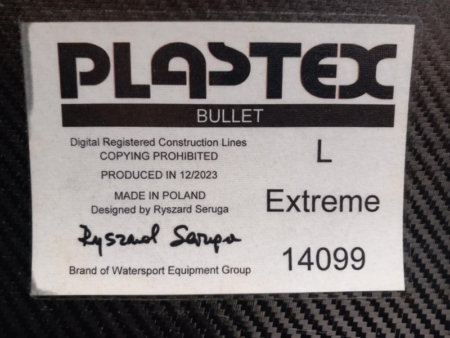 PLASTEX
BULLET
Digital Registered Construction Lines
COPYING PROHIBITED
L
PRODUCED IN 12/2023
MADE IN POLAND
Designed by Ryszard Seruga
Extreme
Ryszard Seruga
Brand of Watersport Equipment Group
14099